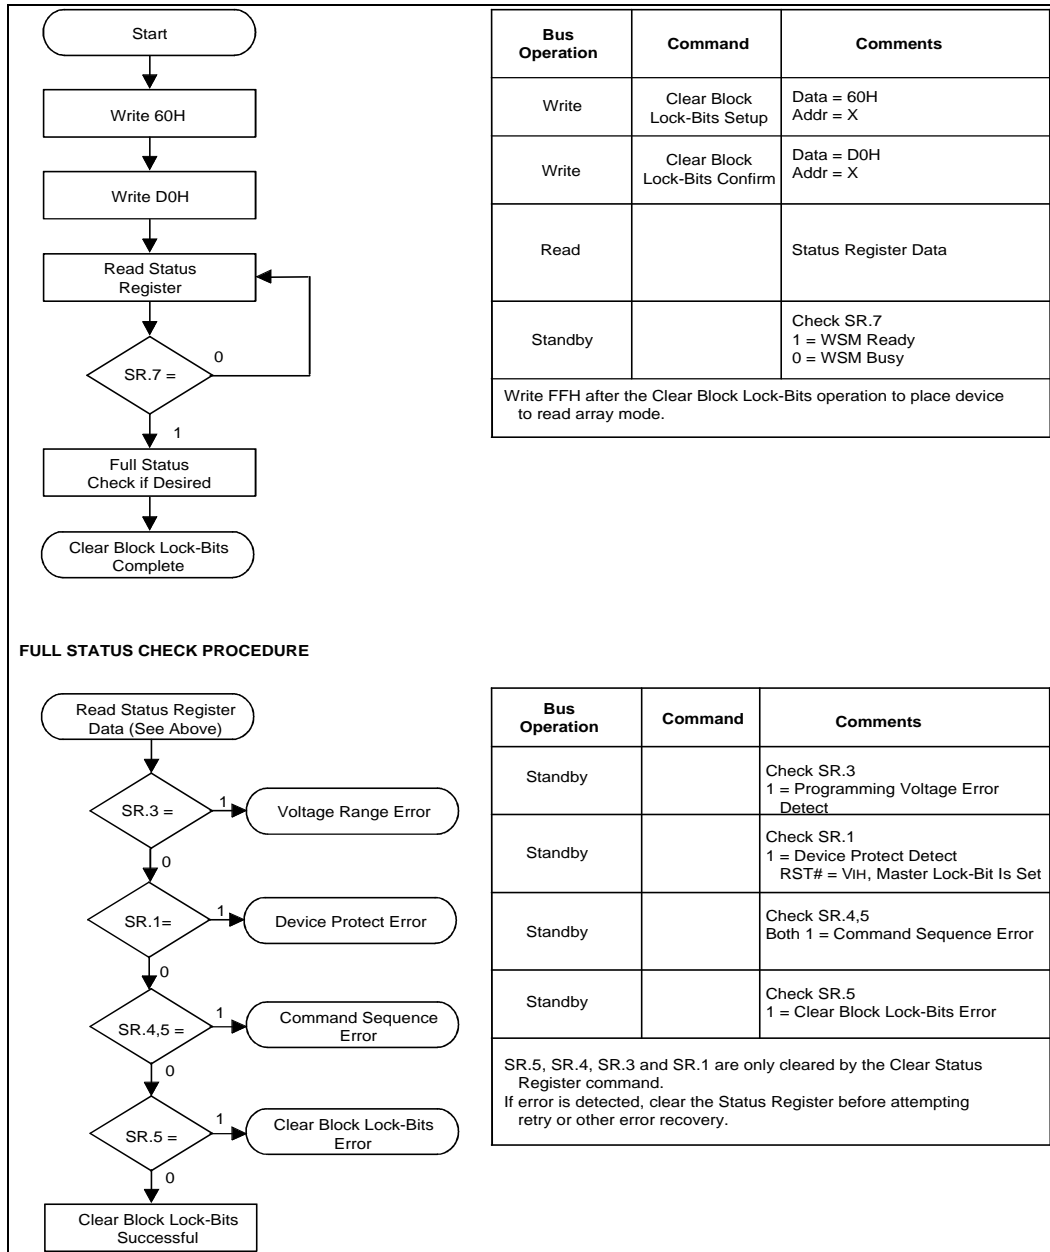 Start
Write 60H
Write D0H
Read Status
Register
SR.7 =
0
1
Full Status
Check if Desired
Clear Block Lock-Bits
Complete
Bus
Operation
Command
Comments
Write
Clear Block
Lock-Bits Setup
Data = 60H
Addr = X
Write
Clear Block
Lock-Bits Confirm
Data = D0H
Addr = X
Read
Status Register Data
Standby
Check SR.7
1 = WSM Ready
0 = WSM Busy
Write FFH after the Clear Block Lock-Bits operation to place device
to read array mode.
FULL STATUS CHECK PROCEDURE
Read Status Register
Data (See Above)
SR.3 =
1
Voltage Range Error
0
SR.1=
1
Device Protect Error
0
SR.4,5 =
1
Command Sequence
Error
0
SR.5 =
1
Clear Block Lock-Bits
Error
0
Clear Block Lock-Bits
Successful
Bus
Operation
Command
Comments
Standby
Check SR.3
1 = Programming Voltage Error
Detect
Standby
Check SR.1
1 = Device Protect Detect
RST# = VIH, Master Lock-Bit Is Set
Standby
Check SR.4,5
Both 1 = Command Sequence Error
Standby
Check SR.5
1 = Clear Block Lock-Bits Error
SR.5, SR.4, SR.3 and SR.1 are only cleared by the Clear Status
Register command.
If error is detected, clear the Status Register before attempting
retry or other error recovery.